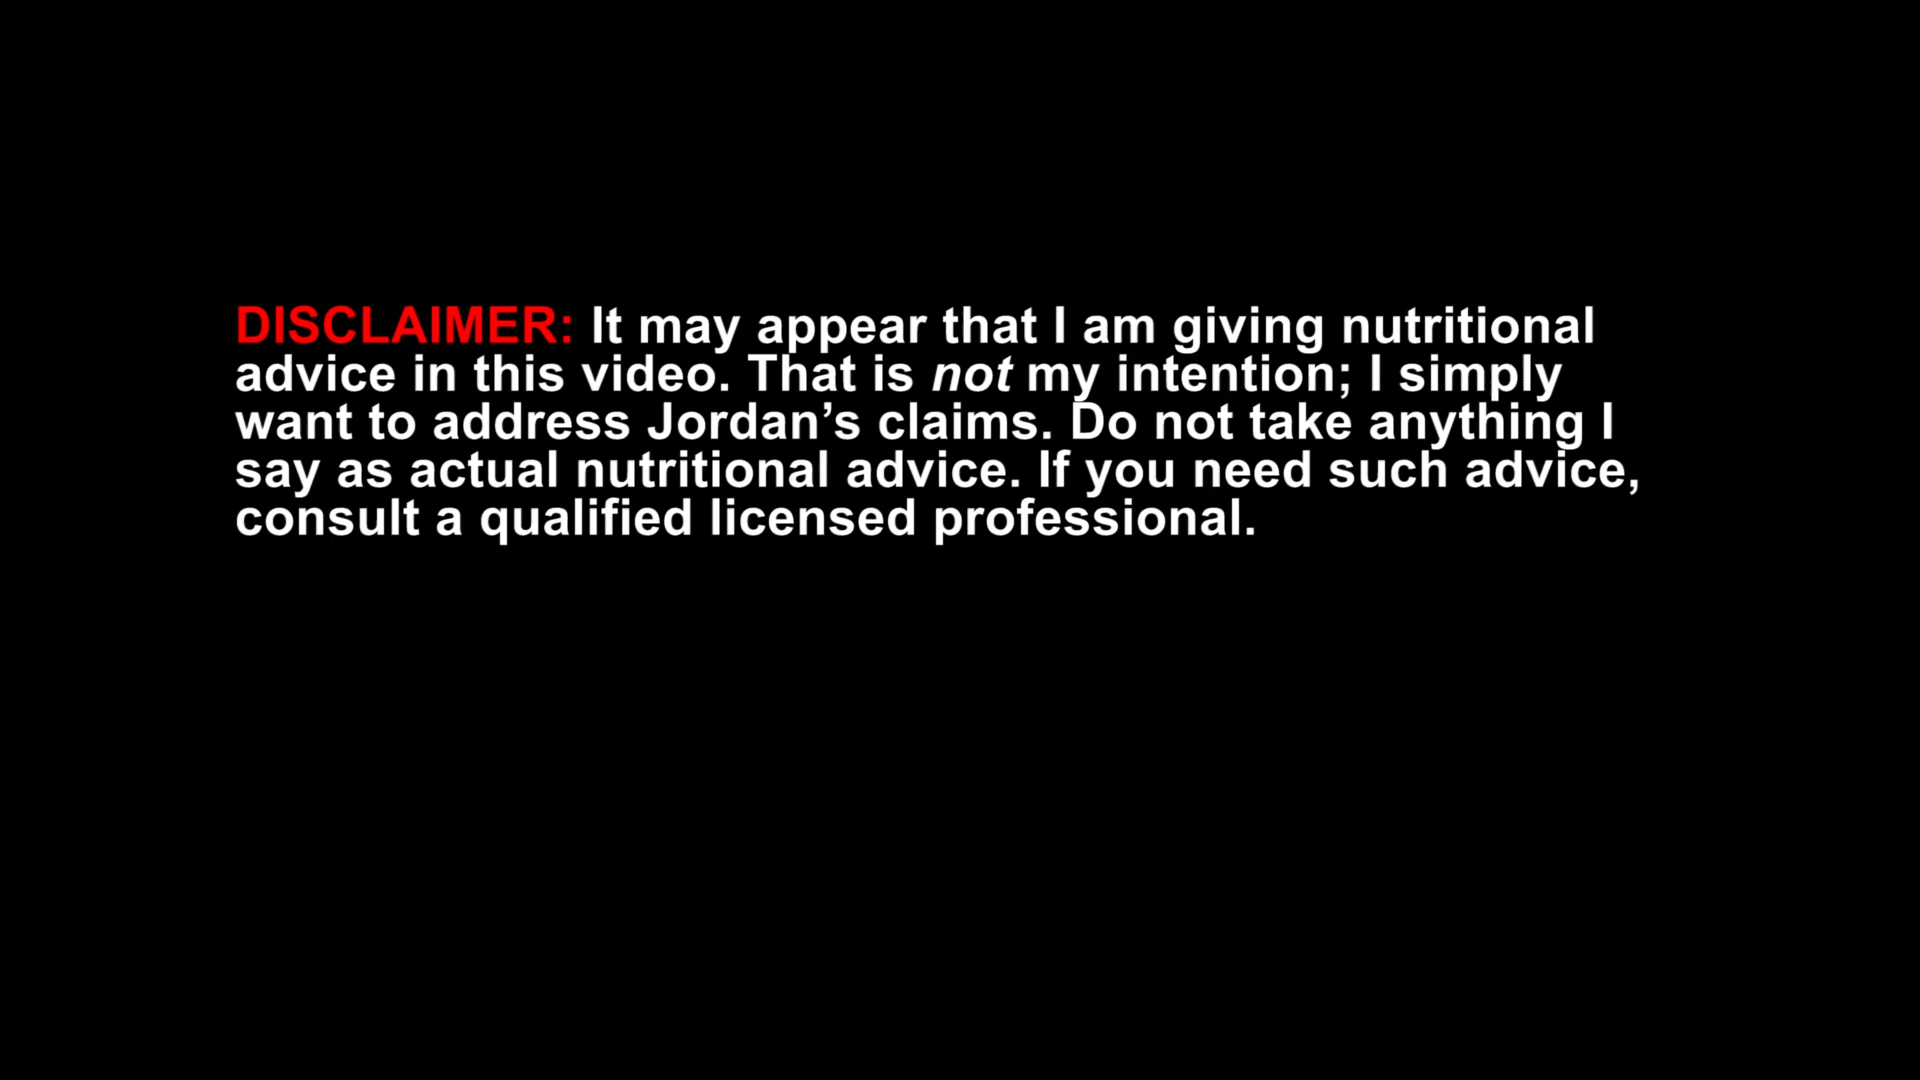 DISCLAIMER: It may appear that I am giving nutritional
advice in this video. That is not my intention; I simply
want to address Jordan’s claims. Do not take anything I
say as actual nutritional advice. If you need such advice,
consult a qualified licensed professional.